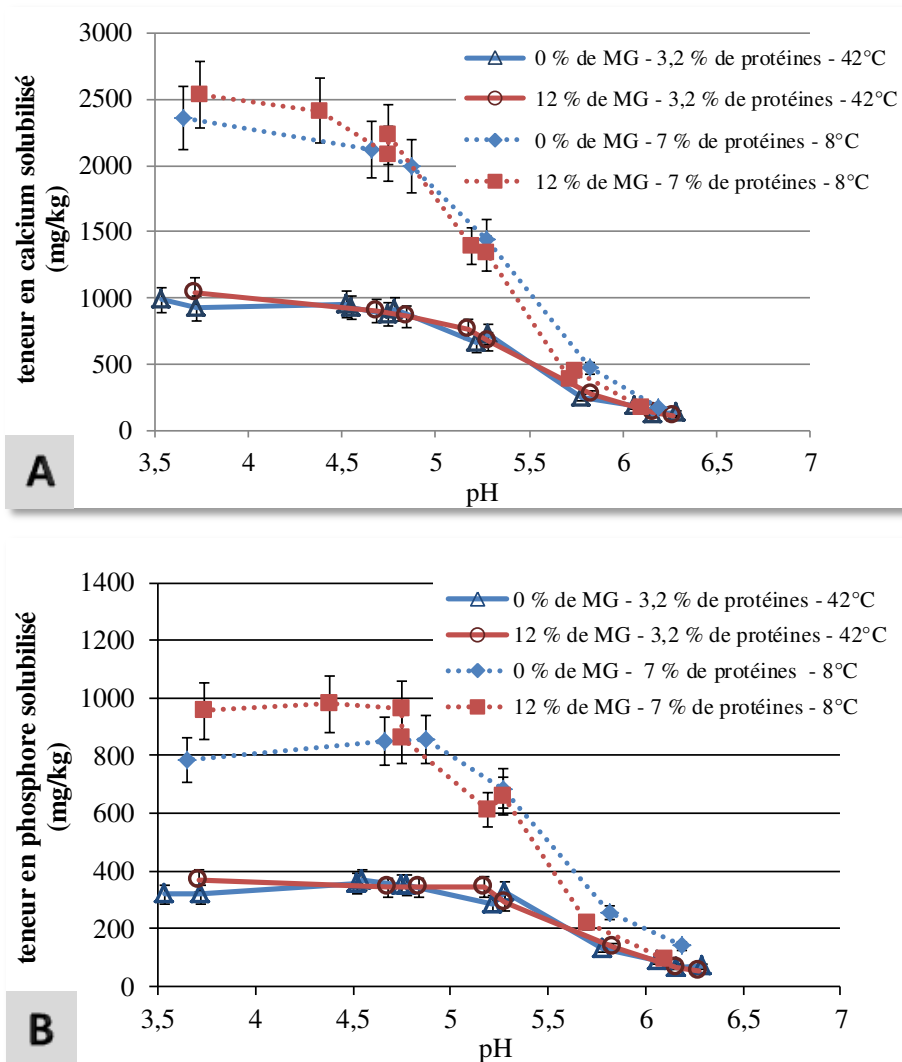 3000
2500
2000
1500
1000
500
0
teneur en calcium solubilisé
(mg/kg)
0 % de MG - 3,2 % de protéines - 42°C
12 % de MG - 3,2 % de protéines - 42°C
0 % de MG - 7 % de protéines - 8°C
12 % de MG - 7 % de protéines - 8°C
3,5 4 4,5 5 5,5 6 6,5 7
pH
A
1400
1200
1000
800
600
400
200
0
teneur en phosphore solubilisé
(mg/kg)
0 % de MG - 3,2 % de protéines - 42°C
12 % de MG - 3,2 % de protéines - 42°C
0 % de MG - 7 % de protéines - 8°C
12 % de MG - 7 % de protéines - 8°C
3,5 4 4,5 5 5,5 6 6,5 7
pH
B